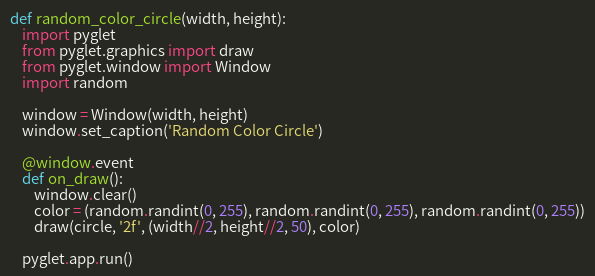 def random_color_circle(width, height):
    import pyglet
    from pyglet.graphics import draw
    from pyglet.window import Window
    import random

    window = Window(width, height)
    window.set_caption('Random Color Circle')

    @window.event
    def on_draw():
        window.clear()
        color = (random.randint(0, 255), random.randint(0, 255), random.randint(0, 255))
        draw(circle, '2f', (width//2, height//2, 50), color)

    pyglet.app.run()